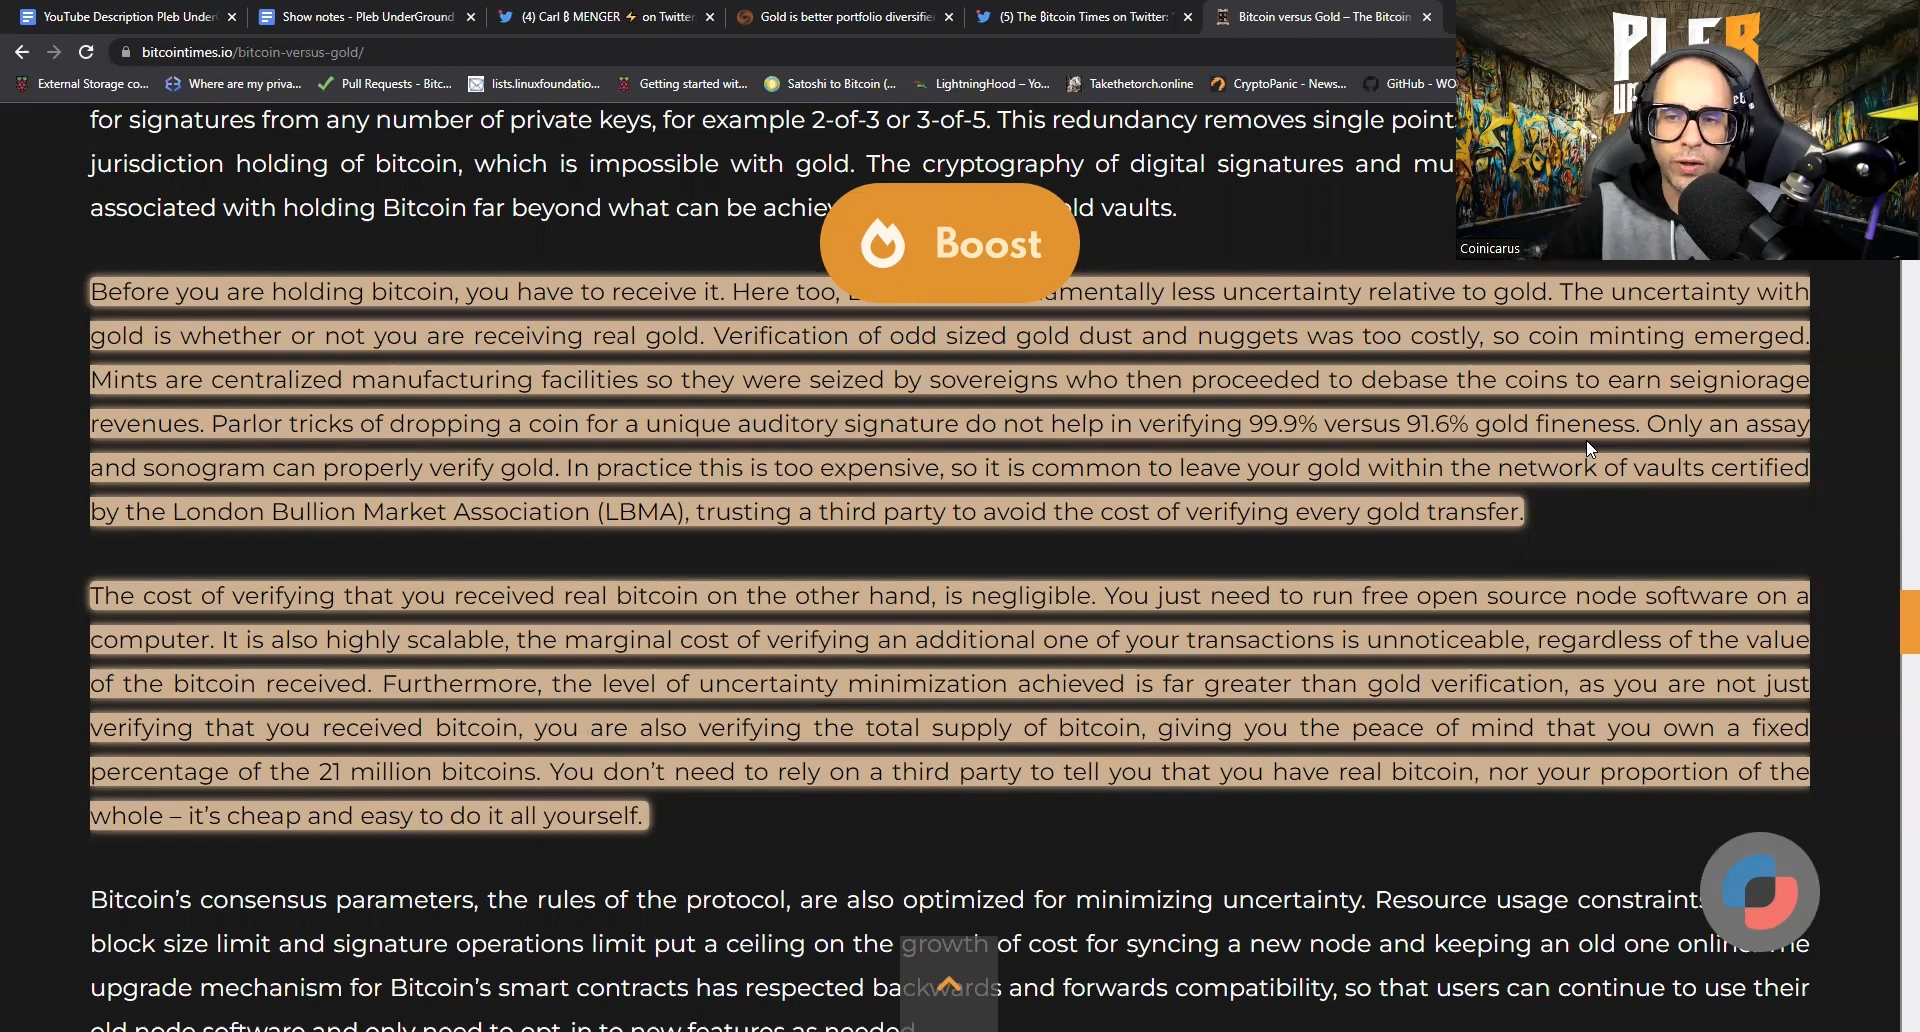 YouTube Description Pleb Under
Show notes - Pleb UnderGround
(4) Carl ₿ MENGER ⚡ on Twitter
Gold is better portfolio diversifie
(5) The Bitcoin Times on Twitter:
Bitcoin versus Gold – The Bitcoin
bitcointimes.io/bitcoin-versus-gold/
External Storage co...
Where are my priva...
Pull Requests - Bitc...
lists.linuxfoundatio...
Getting started wit...
Satoshi to Bitcoin (...
LightningHood – Yo...
Takethetorch.online
CryptoPanic - News...
GitHub - WO
PLEB
Coinicarus
for signatures from any number of private keys, for example 2-of-3 or 3-of-5. This redundancy removes single point
jurisdiction holding of bitcoin, which is impossible with gold. The cryptography of digital signatures and mu
associated with holding Bitcoin far beyond what can be achie ld vaults.
Boost
Before you are holding bitcoin, you have to receive it. Here too, amentally less uncertainty relative to gold. The uncertainty with
gold is whether or not you are receiving real gold. Verification of odd sized gold dust and nuggets was too costly, so coin minting emerged.
Mints are centralized manufacturing facilities so they were seized by sovereigns who then proceeded to debase the coins to earn seigniorage
revenues. Parlor tricks of dropping a coin for a unique auditory signature do not help in verifying 99.9% versus 91.6% gold fineness. Only an assay
and sonogram can properly verify gold. In practice this is too expensive, so it is common to leave your gold within the network of vaults certified
by the London Bullion Market Association (LBMA), trusting a third party to avoid the cost of verifying every gold transfer.
The cost of verifying that you received real bitcoin on the other hand, is negligible. You just need to run free open source node software on a
computer. It is also highly scalable, the marginal cost of verifying an additional one of your transactions is unnoticeable, regardless of the value
of the bitcoin received. Furthermore, the level of uncertainty minimization achieved is far greater than gold verification, as you are not just
verifying that you received bitcoin, you are also verifying the total supply of bitcoin, giving you the peace of mind that you own a fixed
percentage of the 21 million bitcoins. You don't need to rely on a third party to tell you that you have real bitcoin, nor your proportion of the
whole – it's cheap and easy to do it all yourself.
Bitcoin's consensus parameters, the rules of the protocol, are also optimized for minimizing uncertainty. Resource usage constraint
block size limit and signature operations limit put a ceiling on the growth of cost for syncing a new node and keeping an old one onlin
upgrade mechanism for Bitcoin's smart contracts has respected backwards and forwards compatibility, so that users can continue to use their
old node software and only need to opt-in to new features as needed